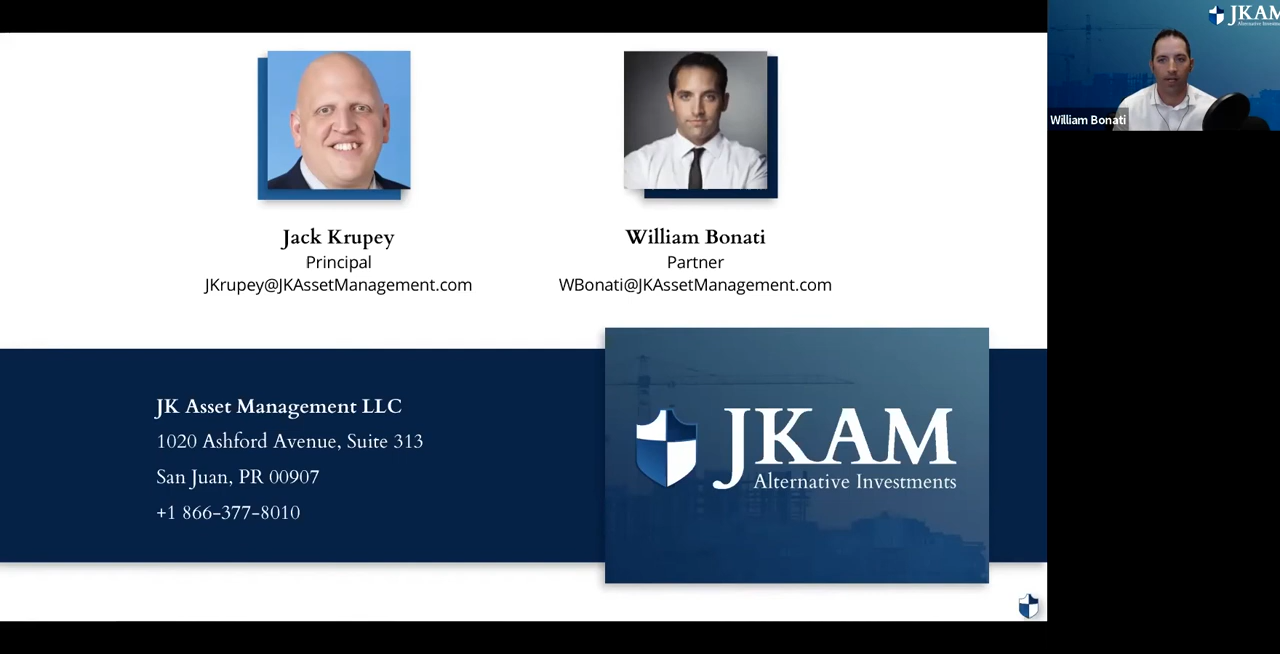 JKAM
William Bonati
Jack Krupey
Principal
JKrupey@JKAssetManagement.com
William Bonati
Partner
WBonati@JKAssetManagement.com
JK Asset Management LLC
1020 Ashford Avenue, Suite 313
San Juan, PR 00907
+1 866-377-8010
JKAM
Alternative Investments